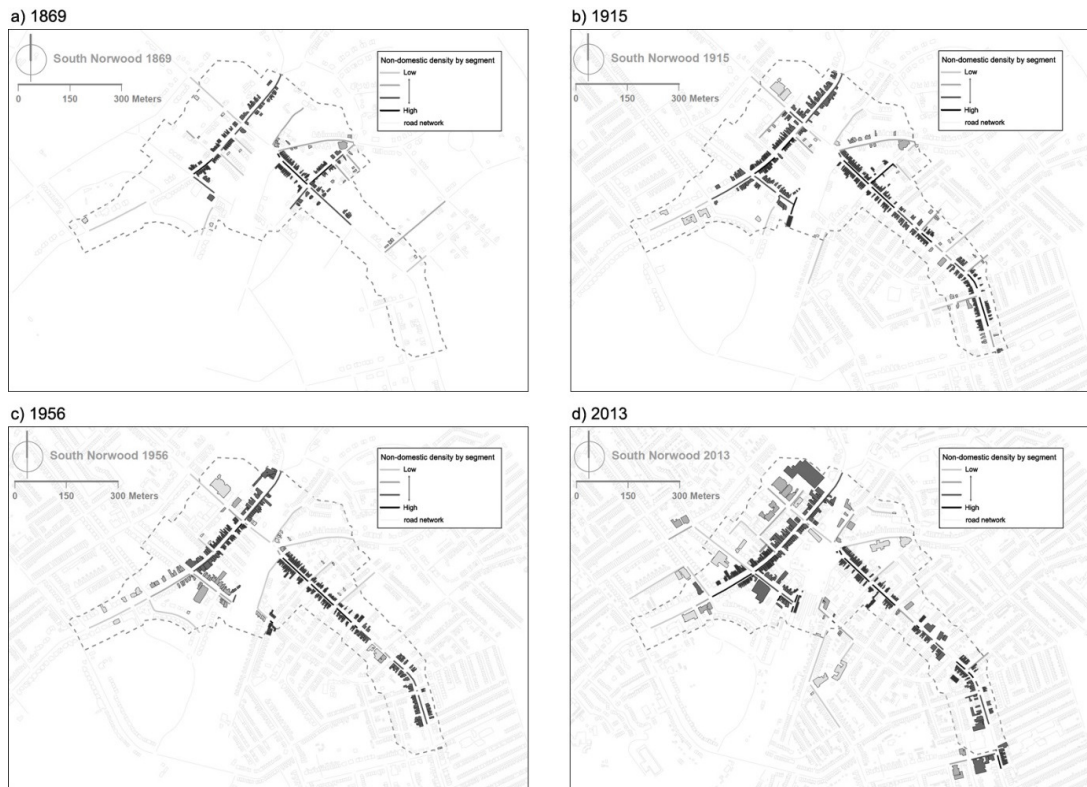 a) 1869
South Norwood 1869
0 150 300 Meters
Non-domestic density by segment
Low
High
road network
b) 1915
South Norwood 1915
0 150 300 Meters
Non-domestic density by segment
Low
High
road network
c) 1956
South Norwood 1956
0 150 300 Meters
Non-domestic density by segment
Low
High
road network
d) 2013
South Norwood 2013
0 150 300 Meters
Non-domestic density by segment
Low
High
road network